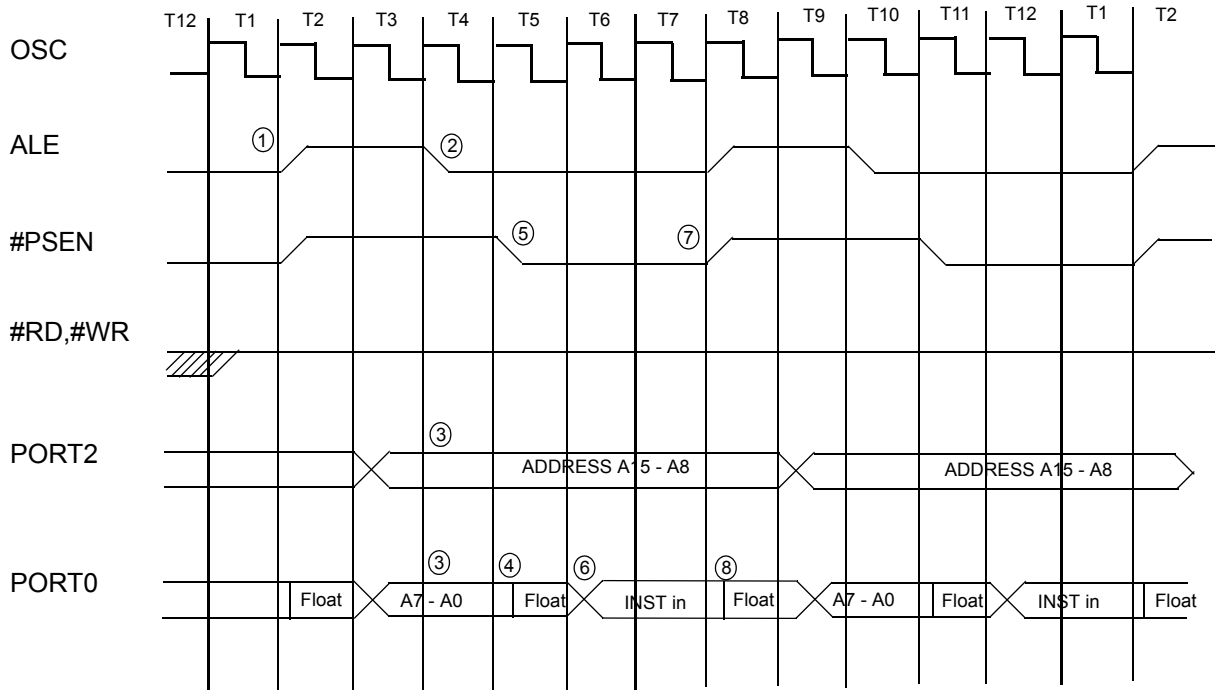 T12 T1 T2 T3 T4 T5 T6 T7 T8 T9 T10 T11 T12 T1 T2
OSC
ALE ① ②
#PSEN ⑤ ⑦
#RD,#WR
③
PORT2 ADDRESS A15 - A8 ADDRESS A15 - A8
③ ④ ⑥ ⑧
PORT0 Float A7 - A0 Float INST in Float A7 - A0 Float INST in Float